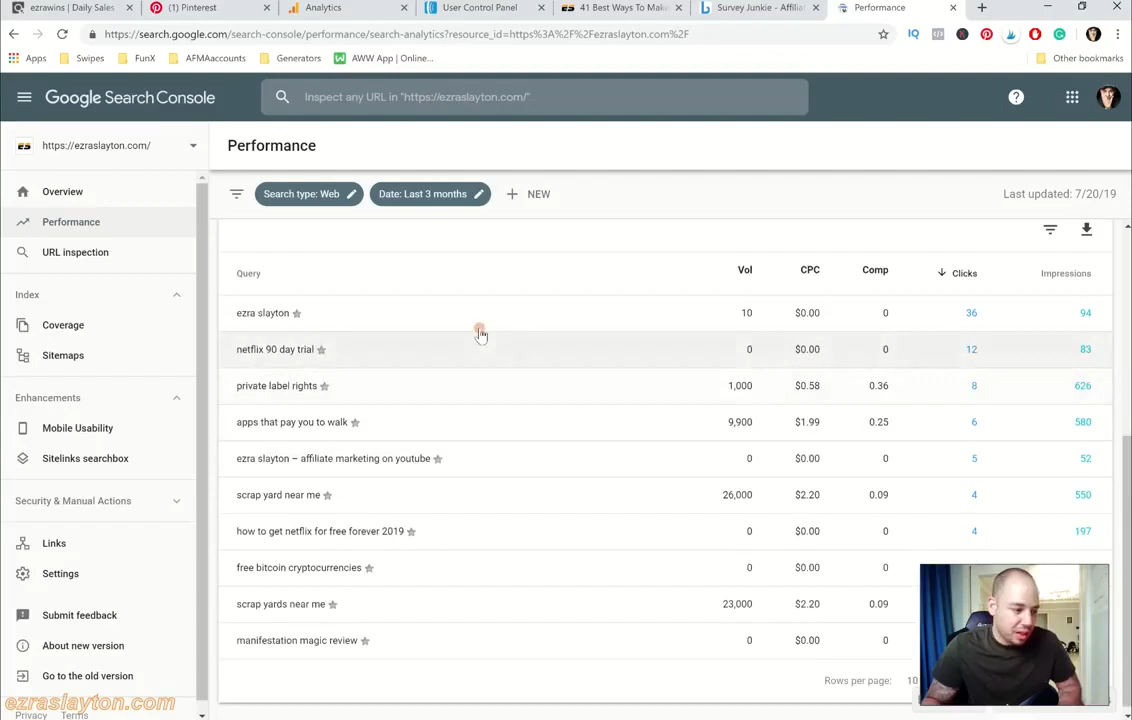 ezrawins | Daily Sales
(1) Pinterest
Analytics
User Control Panel
41 Best Ways To Make
Survey Junkie - Affilia
Performance
https://search.google.com/search-console/performance/search-analytics?resource_id=https%3A%2F%2Fezraslayton.com%2F
IQ
Apps
Swipes
FunX
AFMAaccounts
Generators
AWW App | Online...
Other bookmarks
Google Search Console
Inspect any URL in "https://ezraslayton.com/"
ES
https://ezraslayton.com/
Performance
Overview
Performance
URL inspection
Index
Coverage
Sitemaps
Enhancements
Mobile Usability
Sitelinks searchbox
Security & Manual Actions
Links
Settings
Submit feedback
About new version
Go to the old version
Privacy Terms
ezraslayton.com
Search type: Web
Date: Last 3 months
NEW
Last updated: 7/20/19
Query Vol CPC Comp Clicks Impressions
ezra slayton 10 $0.00 0 36 94
netflix 90 day trial 0 $0.00 0 12 83
private label rights 1,000 $0.58 0.36 8 626
apps that pay you to walk 9,900 $1.99 0.25 6 580
ezra slayton – affiliate marketing on youtube 0 $0.00 0 5 52
scrap yard near me 26,000 $2.20 0.09 4 550
how to get netflix for free forever 2019 0 $0.00 0 4 197
free bitcoin cryptocurrencies 0 $0.00 0
scrap yards near me 23,000 $2.20 0.09
manifestation magic review 0 $0.00 0
Rows per page: 10